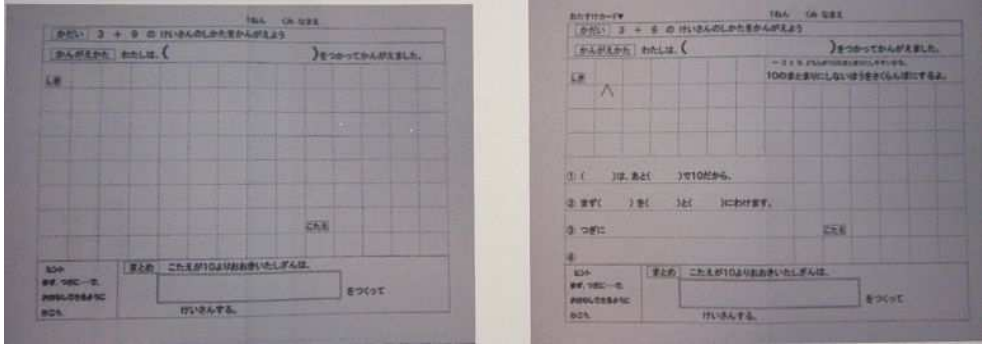 1ねん くみ なまえ
かだい 3 + 9 の けいさんのしかたをかんがえよう
かんがえかた わたしは、( )をつかってかんがえました。
しき
こたえ
ヒント
まず、つぎに…で、
おはなしできるように
かこう。
まとめ こたえが10よりおおきいたしざんは、
をつくって
けいさんする。
おたすけカード♥
1ねん くみ なまえ
かだい 3 + 9 の けいさんのしかたをかんがえよう
かんがえかた わたしは、( )をつかってかんがえました。
しき
10のまとまりにしないほうをさくらんぼにするよ。
① ( )は、あと( )で10だから、
② まず( )を( )と( )にわけます。
③ つぎに
こたえ
④
ヒント
まず、つぎに…で、
おはなしできるように
かこう。
まとめ こたえが10よりおおきいたしざんは、
をつくって
けいさんする。